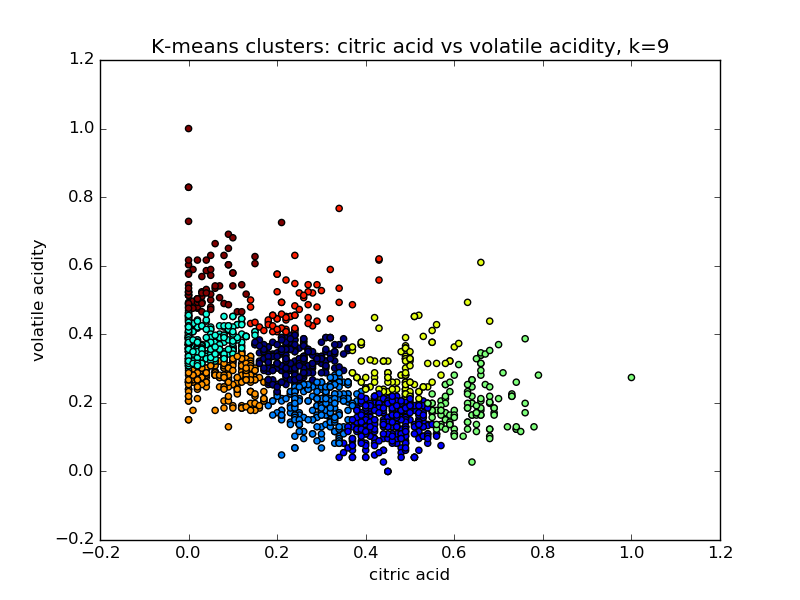 K-means clusters: citric acid vs volatile acidity, k=9
1.2
1.0
0.8
0.6
0.4
0.2
0.0
−0.2
volatile acidity
−0.2 0.0 0.2 0.4 0.6 0.8 1.0 1.2
citric acid